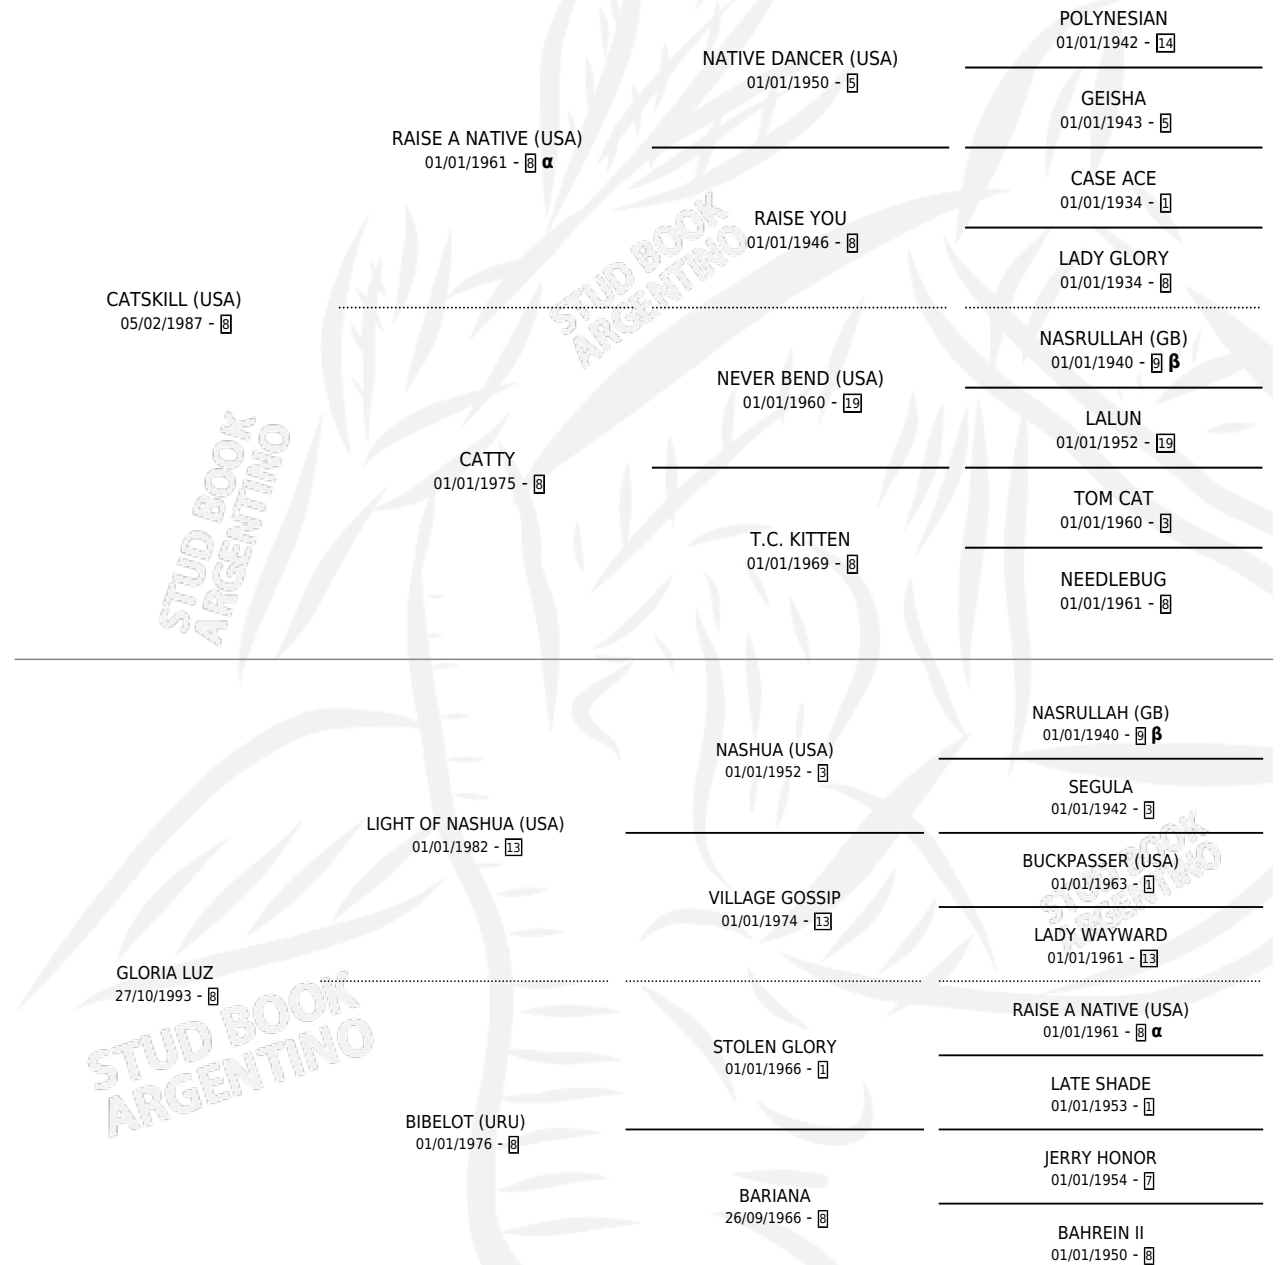 POLYNESIAN
01/01/1942 - 14
NATIVE DANCER (USA)
01/01/1950 - 5
GEISHA
01/01/1943 - 5
RAISE A NATIVE (USA)
01/01/1961 - 8 α
CASE ACE
01/01/1934 - 1
RAISE YOU
01/01/1946 - 8
LADY GLORY
01/01/1934 - 8
CATSKILL (USA)
05/02/1987 - 8
NASRULLAH (GB)
01/01/1940 - 9 β
NEVER BEND (USA)
01/01/1960 - 19
LALUN
01/01/1952 - 19
CATTY
01/01/1975 - 8
TOM CAT
01/01/1960 - 3
T.C. KITTEN
01/01/1969 - 8
NEEDLEBUG
01/01/1961 - 8
NASRULLAH (GB)
01/01/1940 - 9 β
NASHUA (USA)
01/01/1952 - 3
SEGULA
01/01/1942 - 3
LIGHT OF NASHUA (USA)
01/01/1982 - 13
BUCKPASSER (USA)
01/01/1963 - 1
VILLAGE GOSSIP
01/01/1974 - 13
LADY WAYWARD
01/01/1961 - 13
GLORIA LUZ
27/10/1993 - 8
RAISE A NATIVE (USA)
01/01/1961 - 8 α
STOLEN GLORY
01/01/1966 - 1
LATE SHADE
01/01/1953 - 1
BIBELOT (URU)
01/01/1976 - 8
JERRY HONOR
01/01/1954 - 7
BARIANA
26/09/1966 - 8
BAHREIN II
01/01/1950 - 8
STUD BOOK
ARGENTINO
STUD BOOK
ARGENTINO
STUD BOOK
ARGENTINO
STUD BOOK
ARGENTINO